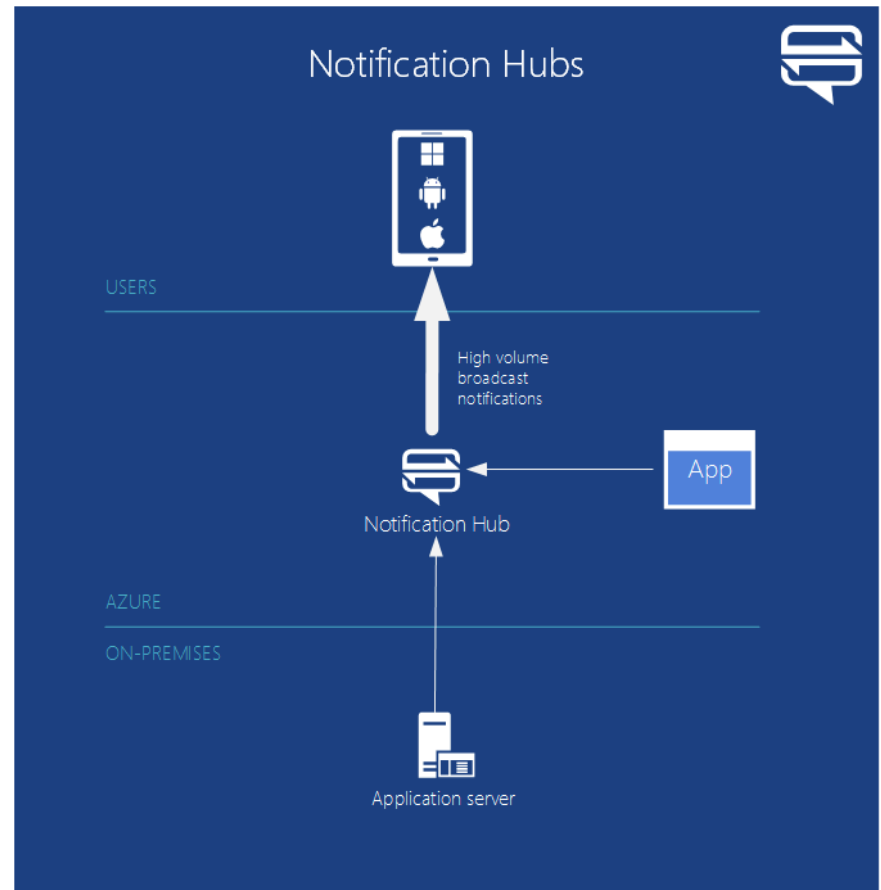 Notification Hubs
USERS
High volume
broadcast
notifications
App
Notification Hub
AZURE
ON-PREMISES
Application server